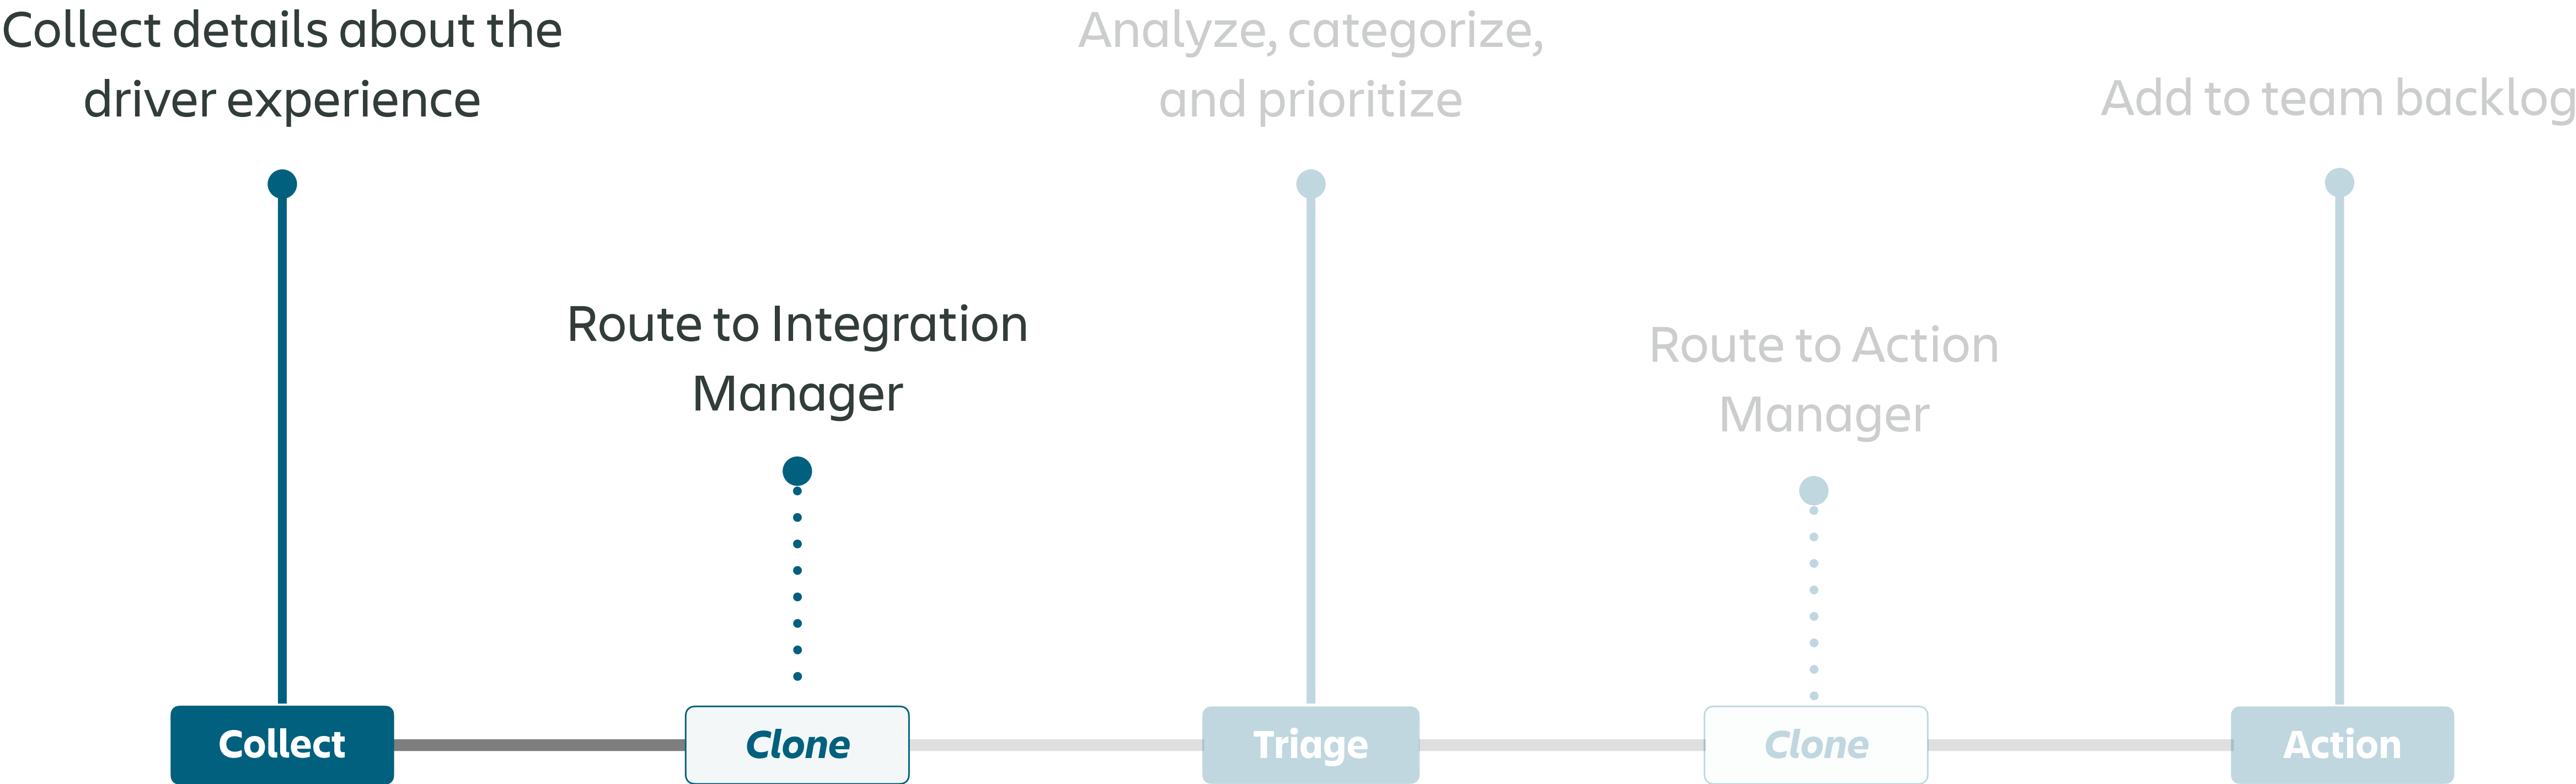 Collect details about the
driver experience
Route to Integration
Manager
Analyze, categorize,
and prioritize
Route to Action
Manager
Add to team backlog
Collect
Clone
Triage
Clone
Action